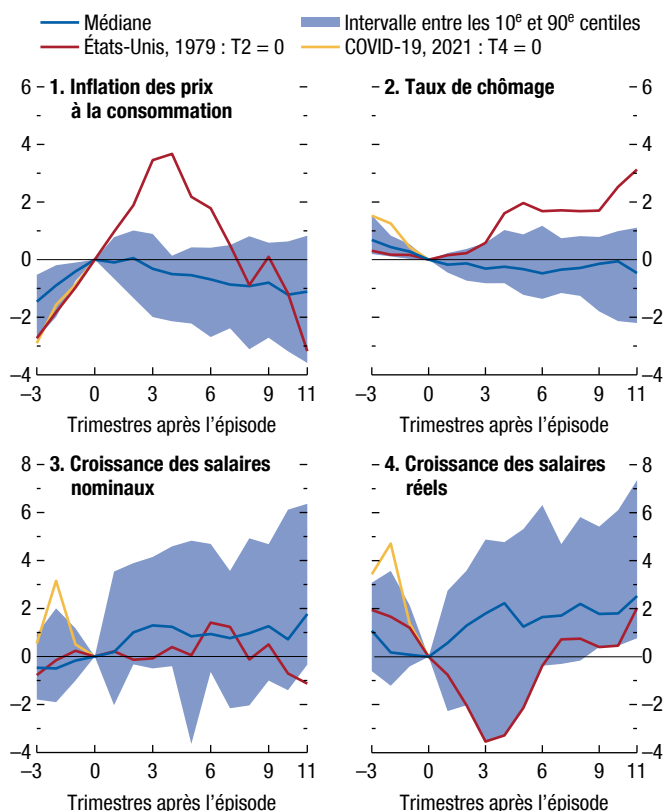 Médiane
Intervalle entre les 10e et 90e centiles
États-Unis, 1979 : T2 = 0
COVID-19, 2021 : T4 = 0
1. Inflation des prix
à la consommation
6
4
2
0
–2
–4
–3 0 3 6 9 11
Trimestres après l’épisode
2. Taux de chômage
6
4
2
0
–2
–4
–3 0 3 6 9 11
Trimestres après l’épisode
3. Croissance des salaires
nominaux
8
6
4
2
0
–2
–4
–3 0 3 6 9 11
Trimestres après l’épisode
4. Croissance des salaires
réels
8
6
4
2
0
–2
–4
–3 0 3 6 9 11
Trimestres après l’épisode